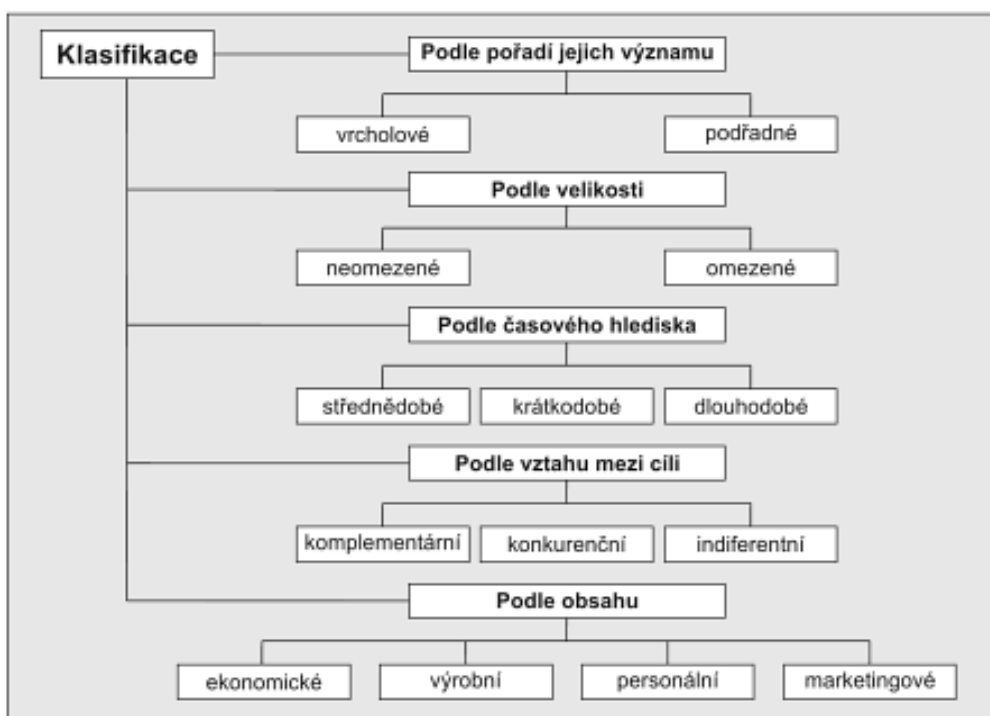 Klasifikace
Podle pořadí jejich významu
vrcholové
podřadné
Podle velikosti
neomezené
omezené
Podle časového hlediska
střednědobé
krátkodobé
dlouhodobé
Podle vztahu mezi cíli
komplementární
konkurenční
indiferentní
Podle obsahu
ekonomické
výrobní
personální
marketingové